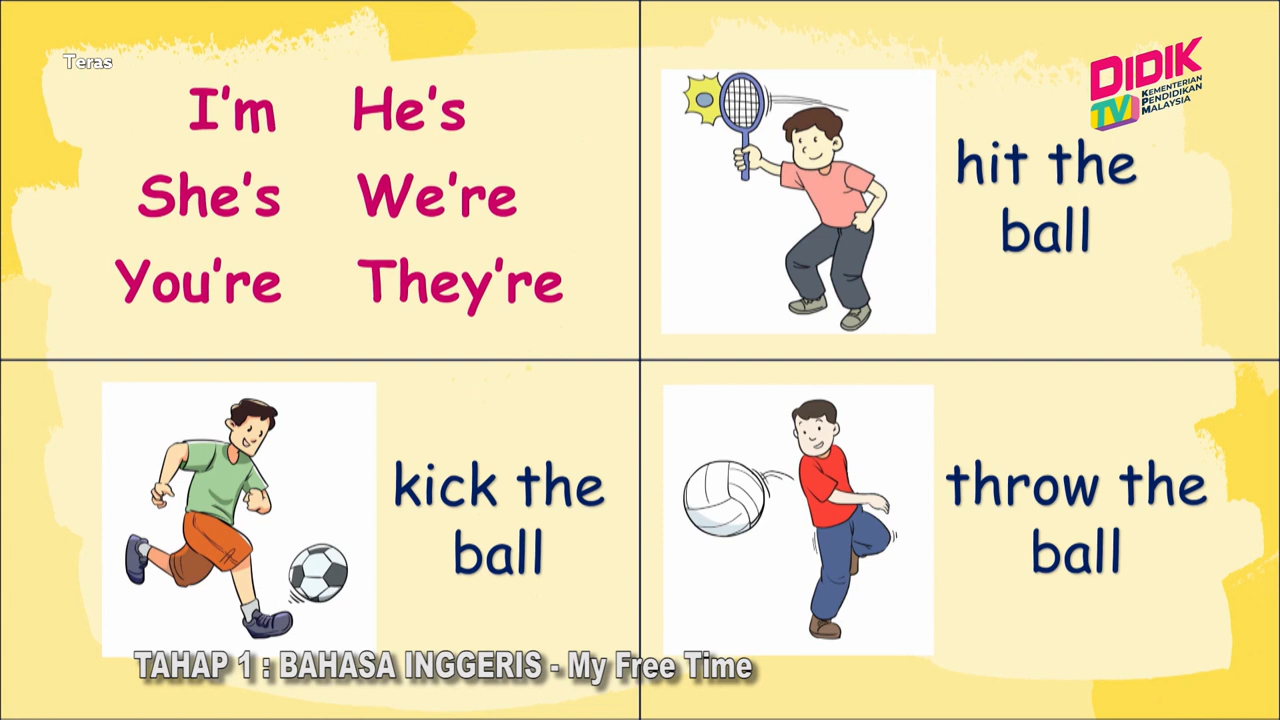 Teras
I'm He's
She's We're
You're They're
hit the
ball
DIDIK
TV KEMENTERIAN
PENDIDIKAN
MALAYSIA
kick the
ball
throw the
ball
TAHAP 1 : BAHASA INGGERIS - My Free Time